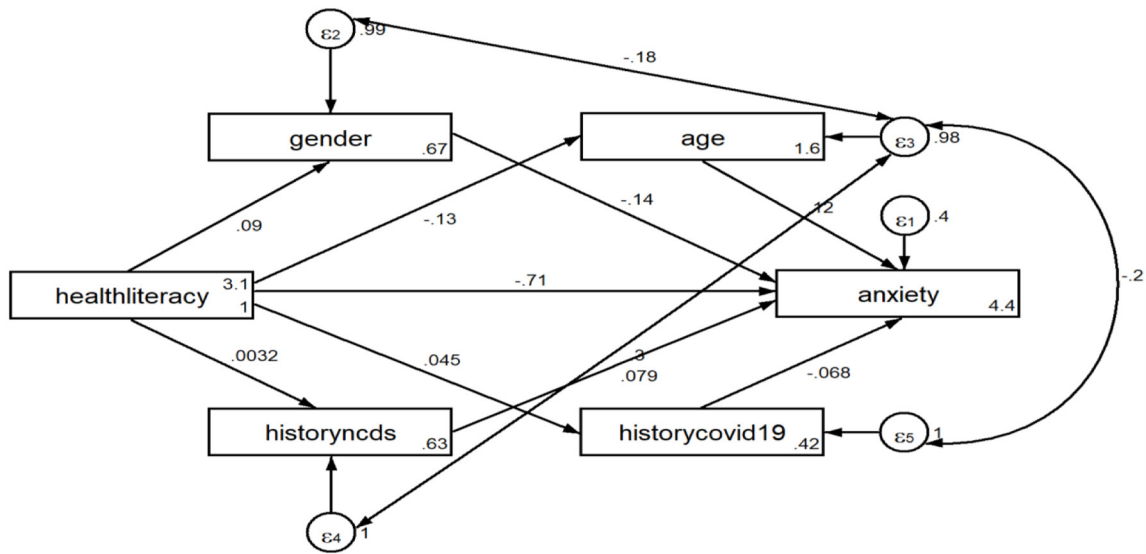 ε2 .99
-.18
gender .67
age 1.6
ε3 .98
.09
-.13
-.14
.12
ε1 .4
healthliteracy 3.1 1
-.71
anxiety 4.4
-.2
.0032
.045
.3
.079
-.068
historyncds .63
historycovid19 .42
ε5 1
ε4 1